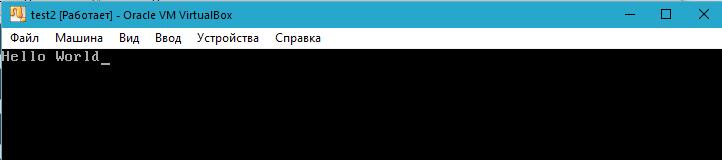 test2 [Работает] - Oracle VM VirtualBox
Файл Машина Вид Ввод Устройства Справка
Hello World_